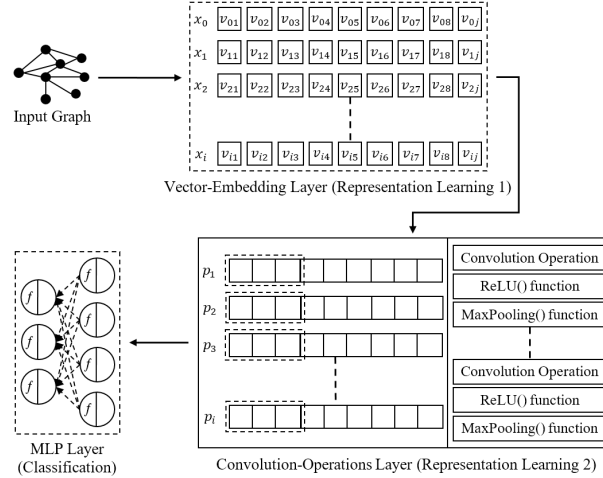 x₀ v₀₁ v₀₂ v₀₃ v₀₄ v₀₅ v₀₆ v₀₇ v₀₈ v₀ⱼ
x₁ v₁₁ v₁₂ v₁₃ v₁₄ v₁₅ v₁₆ v₁₇ v₁₈ v₁ⱼ
x₂ v₂₁ v₂₂ v₂₃ v₂₄ v₂₅ v₂₆ v₂₇ v₂₈ v₂ⱼ
xᵢ vᵢ₁ vᵢ₂ vᵢ₃ vᵢ₄ vᵢ₅ vᵢ₆ vᵢ₇ vᵢ₈ vᵢⱼ
Input Graph
Vector-Embedding Layer (Representation Learning 1)
p₁
p₂
p₃
pᵢ
Convolution Operation
ReLU() function
MaxPooling() function
Convolution Operation
ReLU() function
MaxPooling() function
Convolution-Operations Layer (Representation Learning 2)
f
f
f
f
f
f
f
MLP Layer
(Classification)